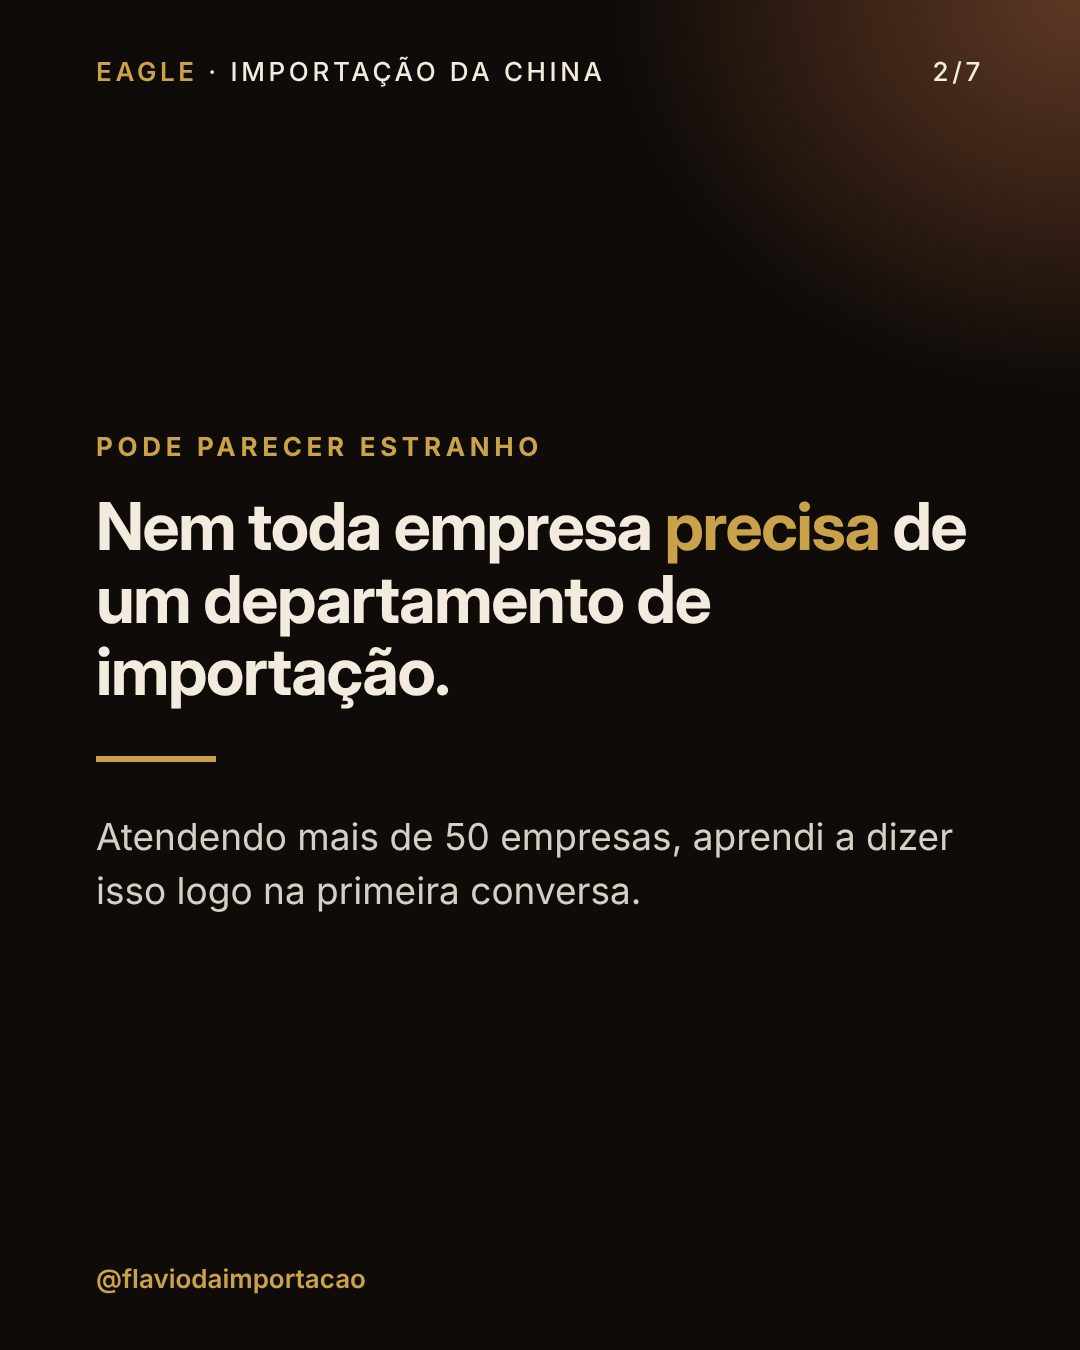 EAGLE · IMPORTAÇÃO DA CHINA
2/7
PODE PARECER ESTRANHO
Nem toda empresa precisa de
um departamento de
importação.
Atendendo mais de 50 empresas, aprendi a dizer
isso logo na primeira conversa.
@flaviodaimportacao